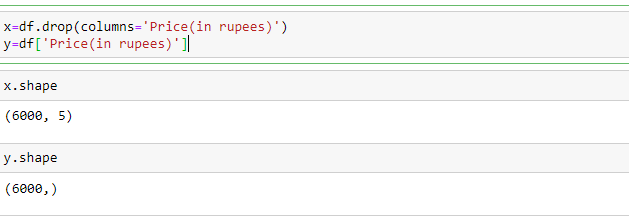 x=df.drop(columns='Price(in rupees)')
y=df['Price(in rupees)']
x.shape
(6000, 5)
y.shape
(6000,)